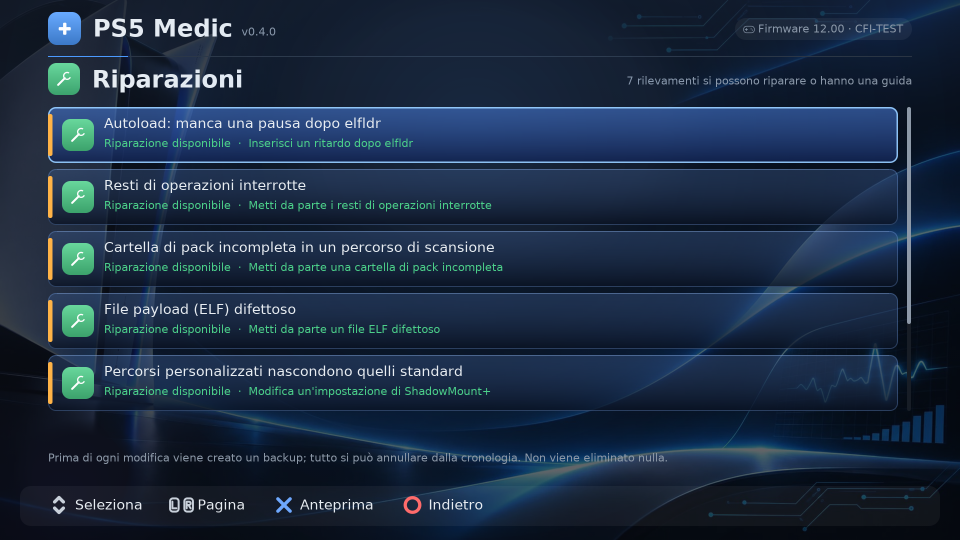 PS5 Medic v0.4.0
Firmware 12.00 · CFI-TEST
Riparazioni
7 rilevamenti si possono riparare o hanno una guida
Autoload: manca una pausa dopo elfldr
Riparazione disponibile · Inserisci un ritardo dopo elfldr
Resti di operazioni interrotte
Riparazione disponibile · Metti da parte i resti di operazioni interrotte
Cartella di pack incompleta in un percorso di scansione
Riparazione disponibile · Metti da parte una cartella di pack incompleta
File payload (ELF) difettoso
Riparazione disponibile · Metti da parte un file ELF difettoso
Percorsi personalizzati nascondono quelli standard
Riparazione disponibile · Modifica un'impostazione di ShadowMount+
Prima di ogni modifica viene creato un backup; tutto si può annullare dalla cronologia. Non viene eliminato nulla.
Seleziona L R Pagina Anteprima Indietro